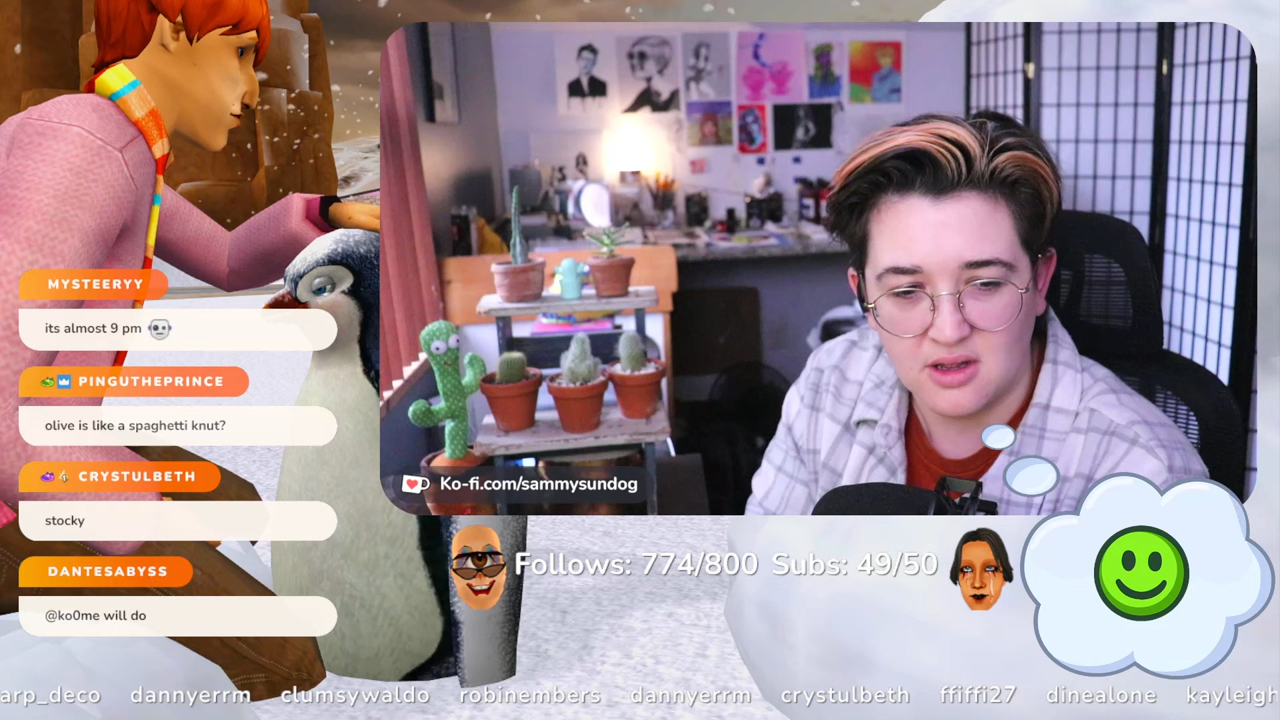 MYSTEERYY
its almost 9 pm
PINGUTHEPRINCE
olive is like a spaghetti knut?
CRYSTULBETH
stocky
DANTESABYSS
@ko0me will do
Ko-fi.com/sammysundog
Follows: 774/800 Subs: 49/50
arp_deco dannyerrm clumsywaldo robinembers dannyerrm crystulbeth ffiffi27 dinealone kayleigh